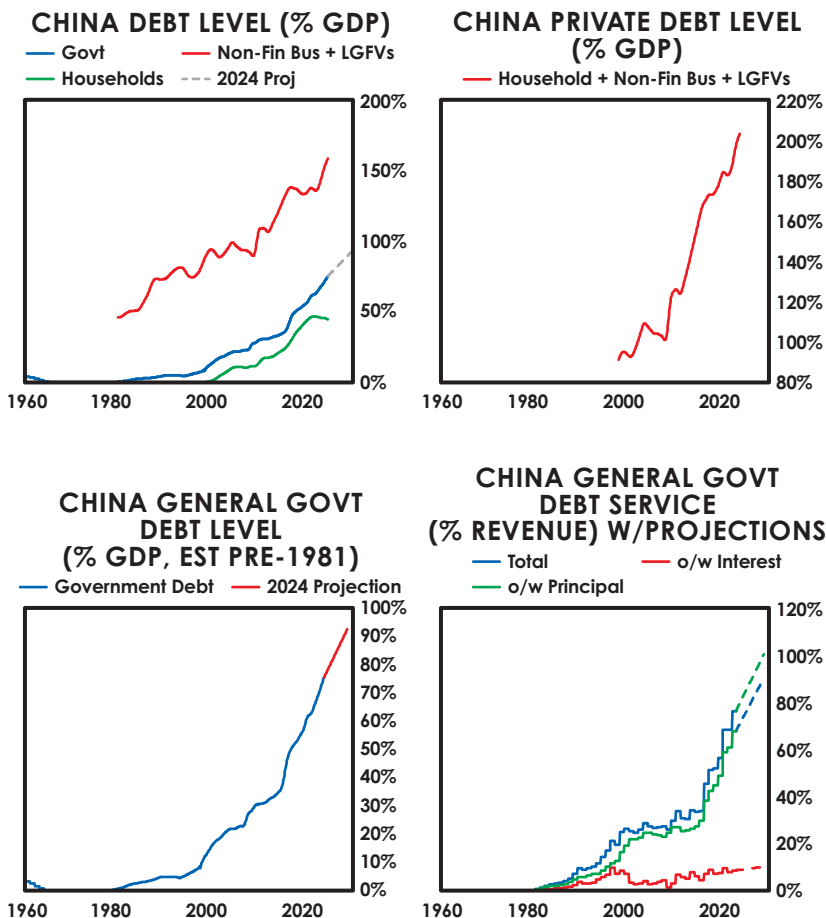 CHINA DEBT LEVEL (% GDP)
Govt
Non-Fin Bus + LGFVs
Households
2024 Proj
200%
150%
100%
50%
0%
1960
1980
2000
2020
CHINA PRIVATE DEBT LEVEL
(% GDP)
Household + Non-Fin Bus + LGFVs
220%
200%
180%
160%
140%
120%
100%
80%
1960
1980
2000
2020
CHINA GENERAL GOVT
DEBT LEVEL
(% GDP, EST PRE-1981)
Government Debt
2024 Projection
100%
90%
80%
70%
60%
50%
40%
30%
20%
10%
0%
1960
1980
2000
2020
CHINA GENERAL GOVT
DEBT SERVICE
(% REVENUE) W/PROJECTIONS
Total
o/w Interest
o/w Principal
120%
100%
80%
60%
40%
20%
0%
1960
1980
2000
2020